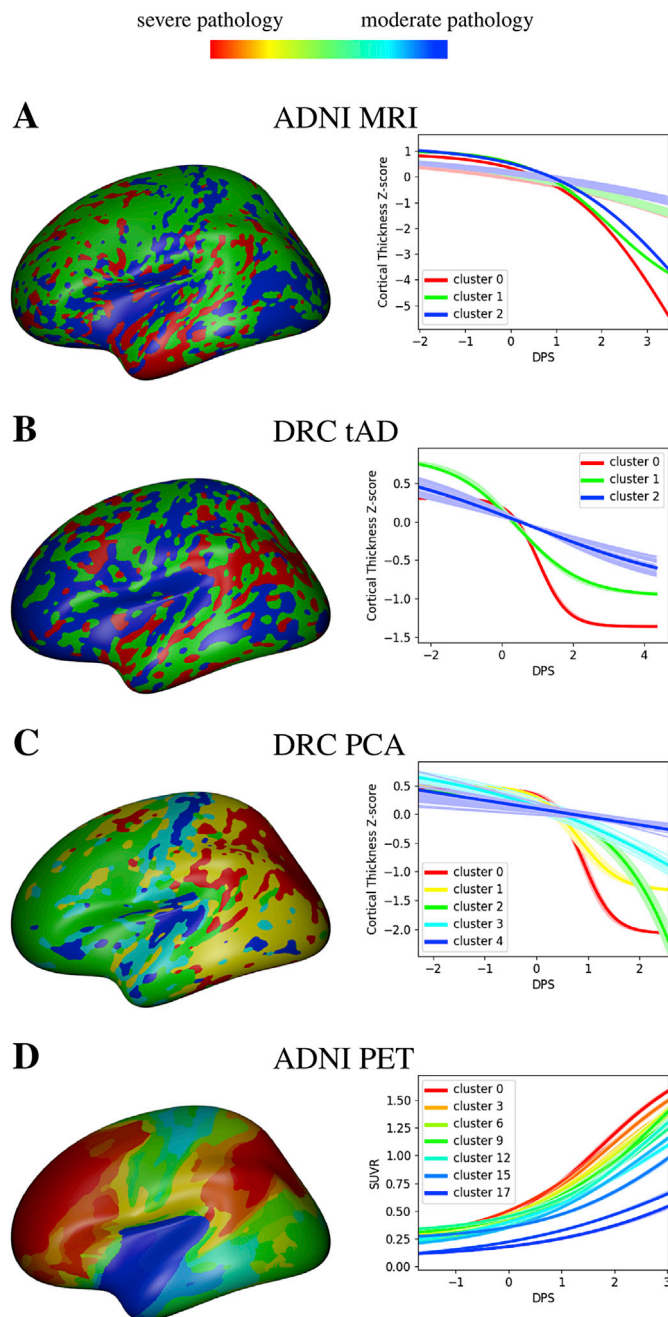 severe pathology moderate pathology
A ADNI MRI
Cortical Thickness Z-score
1
0
−1
−2
−3
−4
−5
cluster 0
cluster 1
cluster 2
−2 −1 0 1 2 3
DPS
B DRC tAD
Cortical Thickness Z-score
0.5
0.0
−0.5
−1.0
−1.5
cluster 0
cluster 1
cluster 2
−2 0 2 4
DPS
C DRC PCA
Cortical Thickness Z-score
0.5
0.0
−0.5
−1.0
−1.5
−2.0
cluster 0
cluster 1
cluster 2
cluster 3
cluster 4
−2 −1 0 1 2
DPS
D ADNI PET
SUVR
1.50
1.25
1.00
0.75
0.50
0.25
0.00
cluster 0
cluster 3
cluster 6
cluster 9
cluster 12
cluster 15
cluster 17
−1 0 1 2 3
DPS